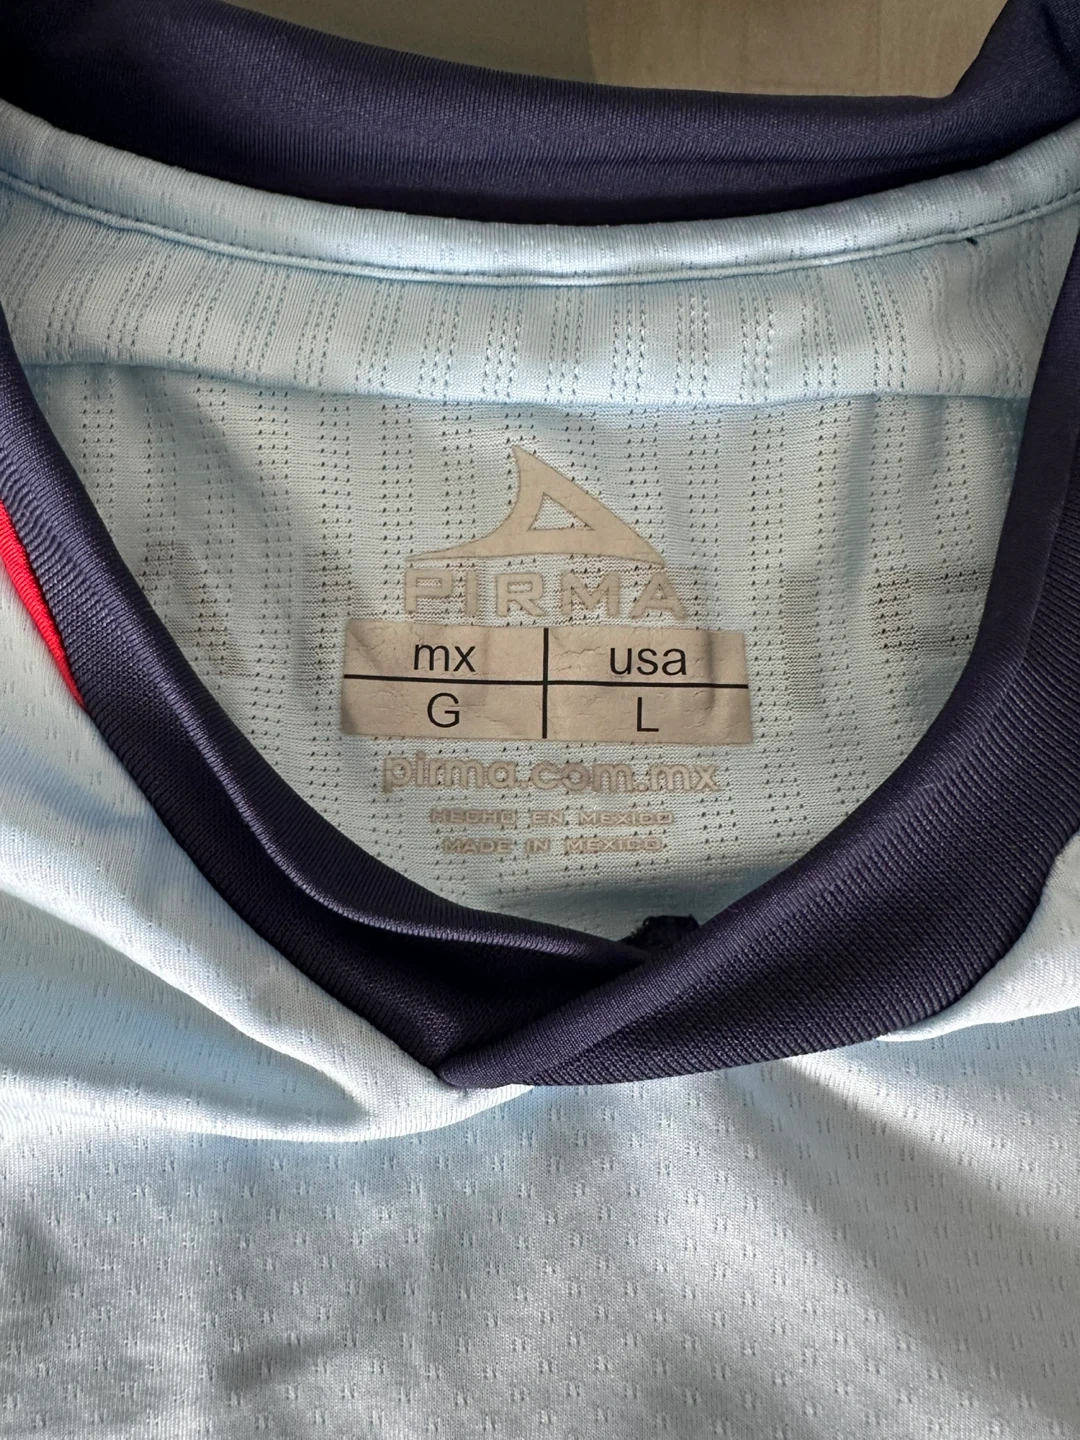 PIRMA
mx usa
G L
pirma.com.mx
HECHO EN MEXICO
MADE IN MEXICO